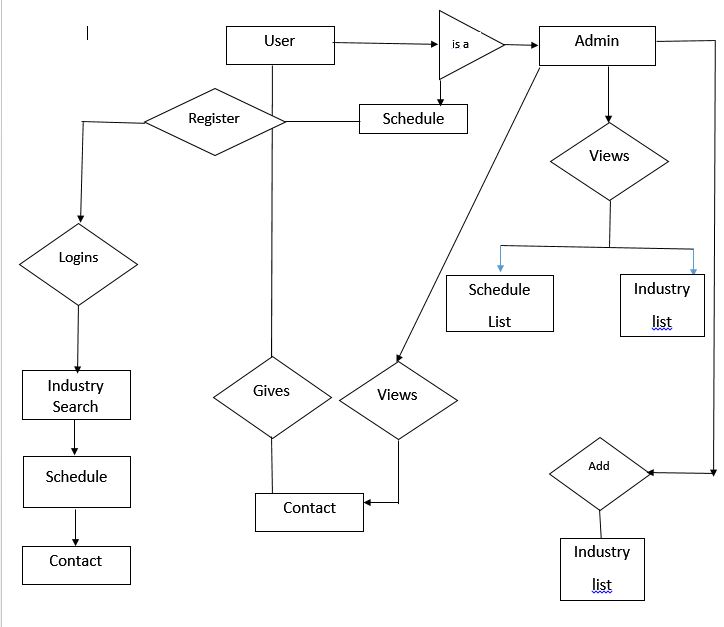 User
is a
Admin
Register
Schedule
Views
Logins
Schedule
List
Industry
list
Industry
Search
Gives
Views
Schedule
Contact
Add
Contact
Industry
list